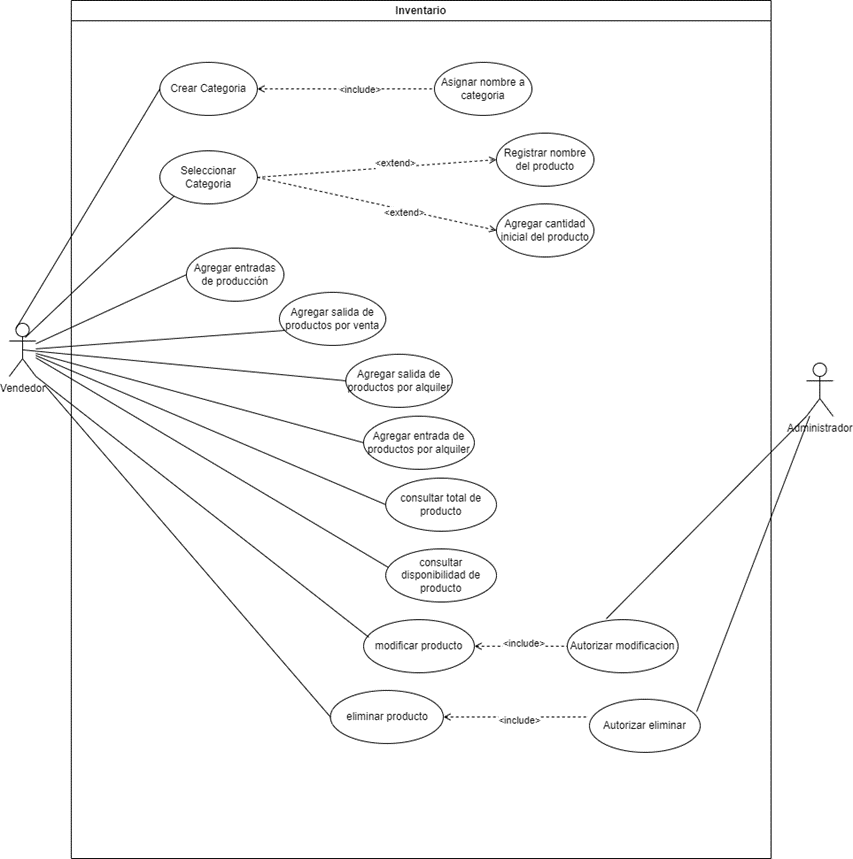 Inventario
Crear Categoria
<include>
Asignar nombre a
categoria
Seleccionar
Categoria
<extend>
Registrar nombre
del producto
<extend>
Agregar cantidad
inicial del producto
Agregar entradas
de producción
Agregar salida de
productos por venta
Vendedor
Agregar salida de
productos por alquiler
Agregar entrada de
productos por alquiler
Administrador
consultar total de
producto
consultar
disponibilidad de
producto
modificar producto
<include>
Autorizar modificacion
eliminar producto
<include>
Autorizar eliminar